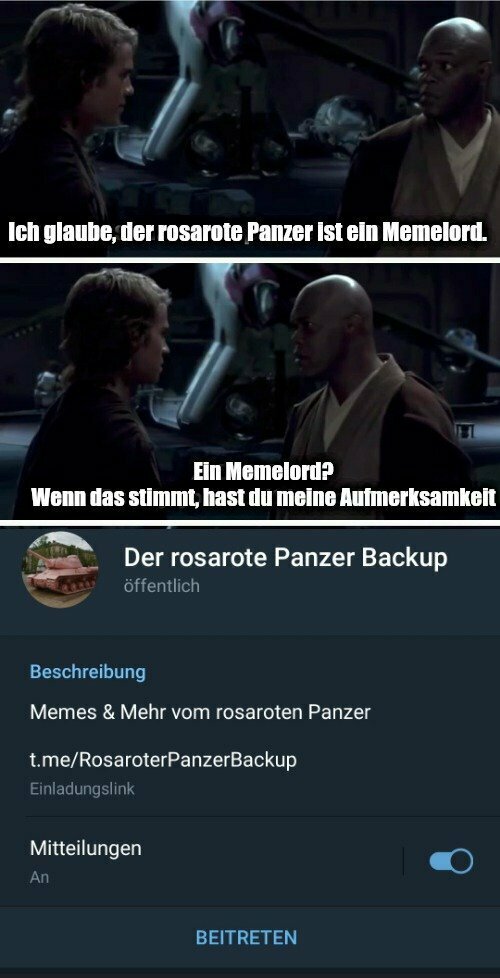 Ich glaube, der rosarote Panzer ist ein Memelord.
Ein Memelord?
Wenn das stimmt, hast du meine Aufmerksamkeit
Der rosarote Panzer Backup
öffentlich
Beschreibung
Memes & Mehr vom rosaroten Panzer
t.me/RosaroterPanzerBackup
Einladungslink
Mitteilungen
An
BEITRETEN